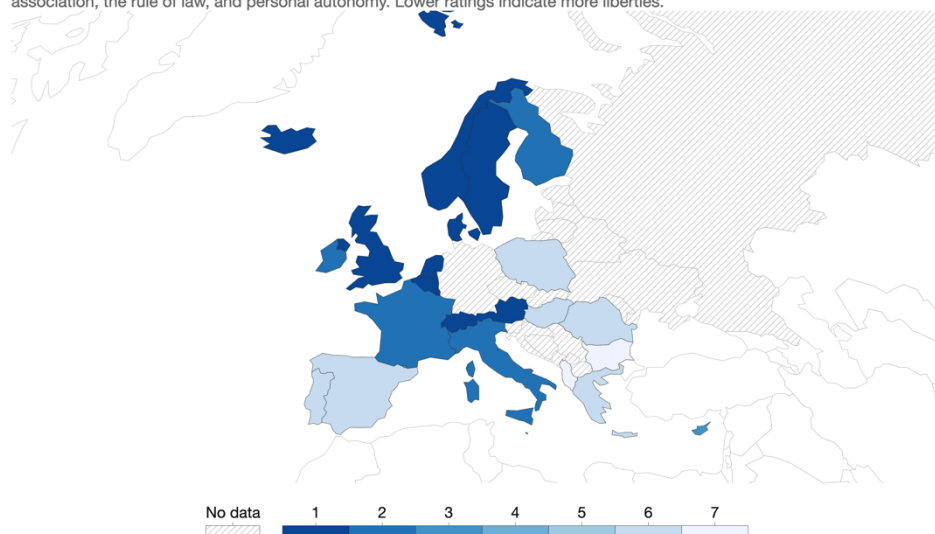 association, the rule of law, and personal autonomy. Lower ratings indicate more liberties.
No data 1 2 3 4 5 6 7